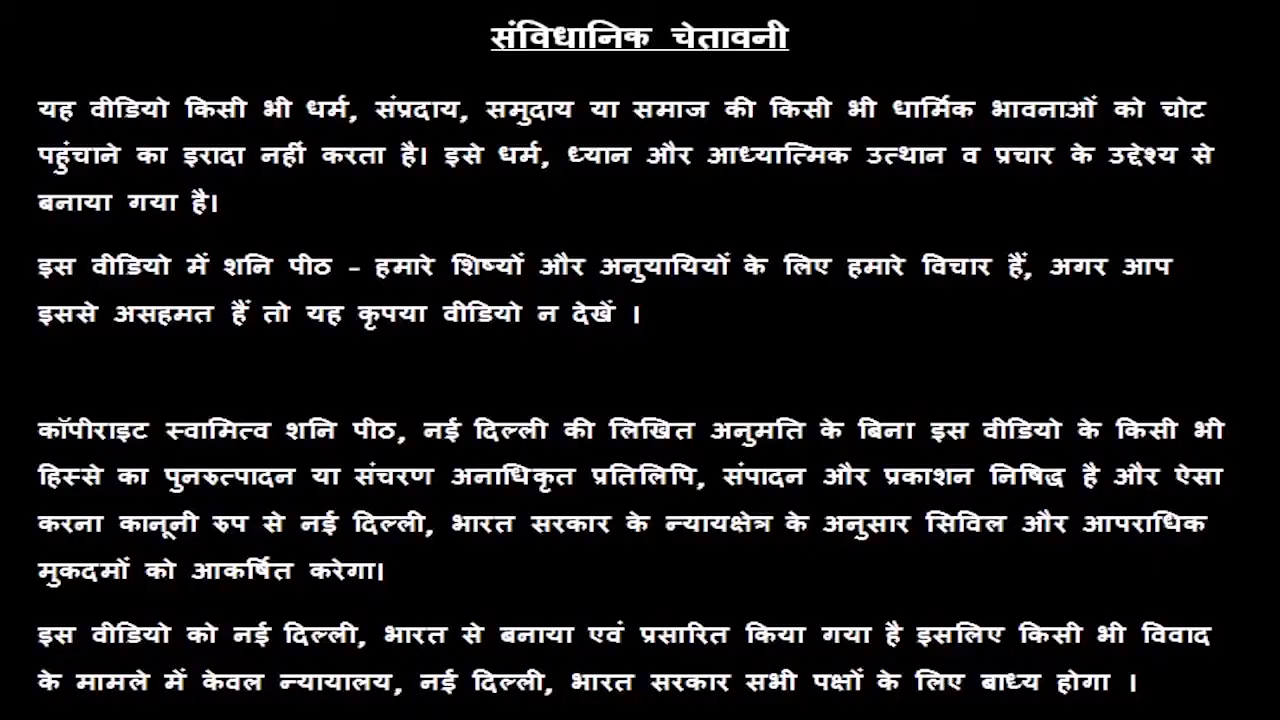 संविधानिक चेतावनी
यह वीडियो किसी भी धर्म, संप्रदाय, समुदाय या समाज की किसी भी धार्मिक भावनाओं को चोट
पहुंचाने का इरादा नहीं करता है। इसे धर्म, ध्यान और आध्यात्मिक उत्थान व प्रचार के उद्देश्य से
बनाया गया है।
इस वीडियो में शनि पीठ – हमारे शिष्यों और अनुयायियों के लिए हमारे विचार हैं, अगर आप
इससे असहमत हैं तो यह कृपया वीडियो न देखें ।
कॉपीराइट स्वामित्व शनि पीठ, नई दिल्ली की लिखित अनुमति के बिना इस वीडियो के किसी भी
हिस्से का पुनरुत्पादन या संचरण अनाधिकृत प्रतिलिपि, संपादन और प्रकाशन निषिद्ध है और ऐसा
करना कानूनी रुप से नई दिल्ली, भारत सरकार के न्यायक्षेत्र के अनुसार सिविल और आपराधिक
मुकदमों को आकर्षित करेगा।
इस वीडियो को नई दिल्ली, भारत से बनाया एवं प्रसारित किया गया है इसलिए किसी भी विवाद
के मामले में केवल न्यायालय, नई दिल्ली, भारत सरकार सभी पक्षों के लिए बाध्य होगा ।